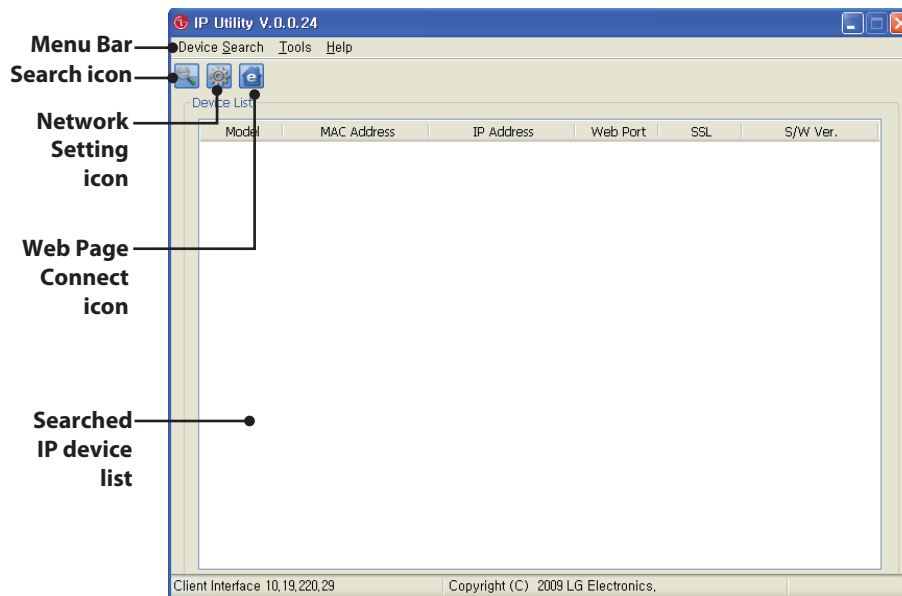 IP Utility V.0.0.24
Menu Bar
Device Search Tools Help
Search icon
Device List
Network
Setting
icon
Model MAC Address IP Address Web Port SSL S/W Ver.
Web Page
Connect
icon
Searched
IP device
list
Client Interface 10,19,220,29 Copyright (C) 2009 LG Electronics,